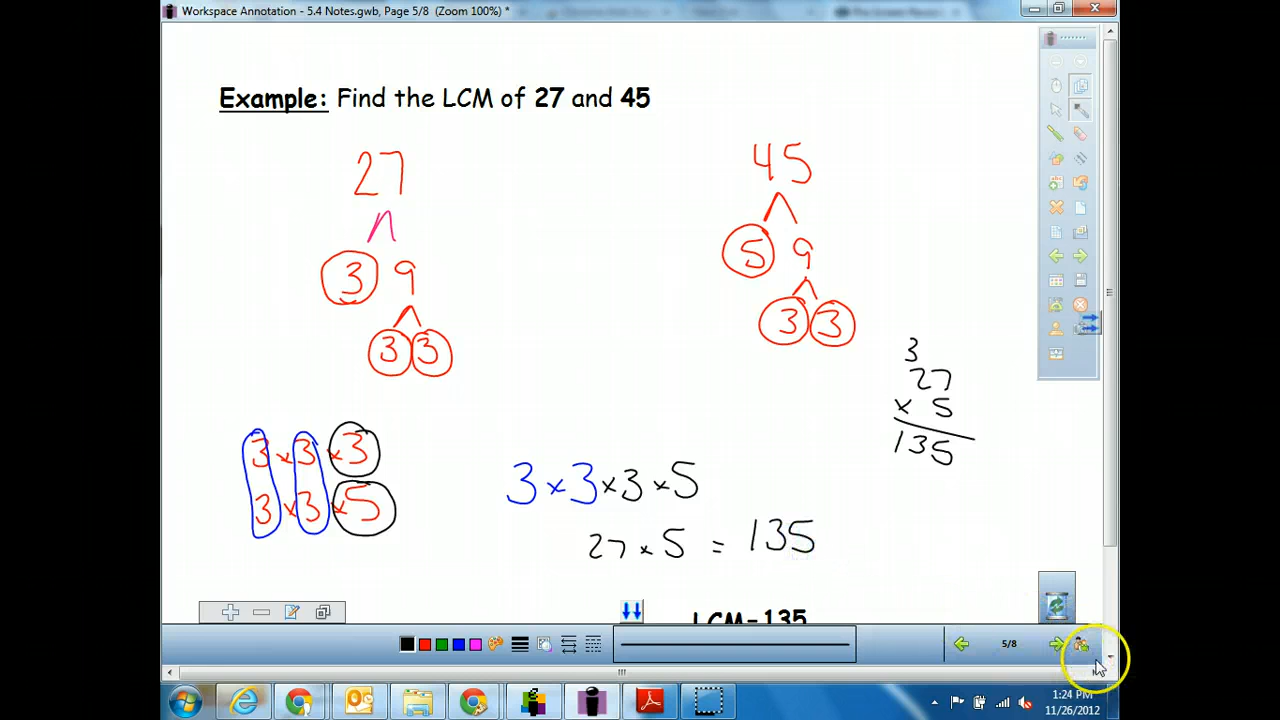 Workspace Annotation - 5.4 Notes.gwb, Page 5/8 (Zoom 100%) *
Example: Find the LCM of 27 and 45
27
45
3 9
5 9
3 3
3 3
3
27
x 5
135
3 x 3 x 3
3 x 3 x 5
3 x 3 x 3 x 5
27 x 5 = 135
LCM=135
5/8
1:24 PM
11/26/2012